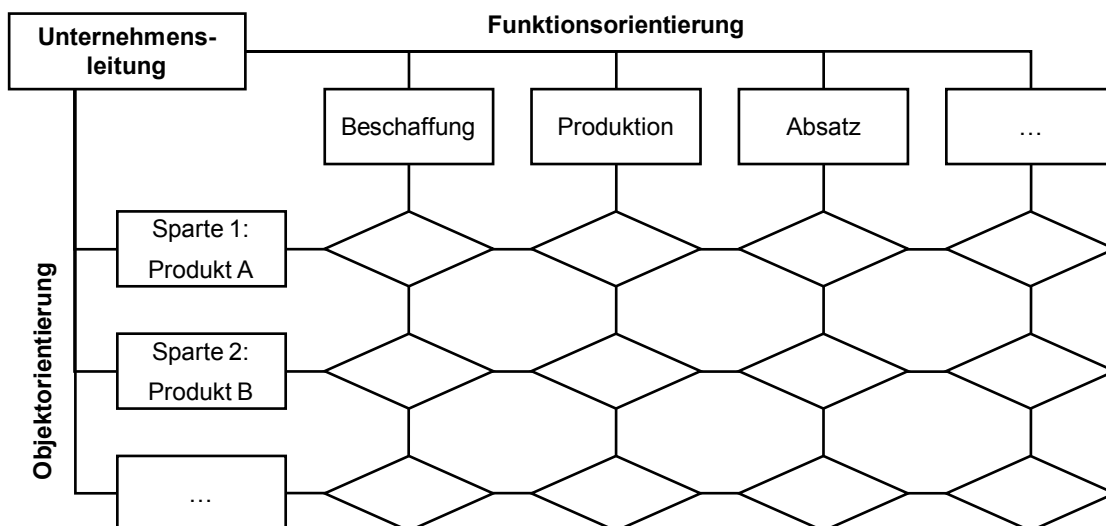 Funktionsorientierung
Unternehmens-
leitung
Beschaffung
Produktion
Absatz
…
Objektorientierung
Sparte 1:
Produkt A
Sparte 2:
Produkt B
…